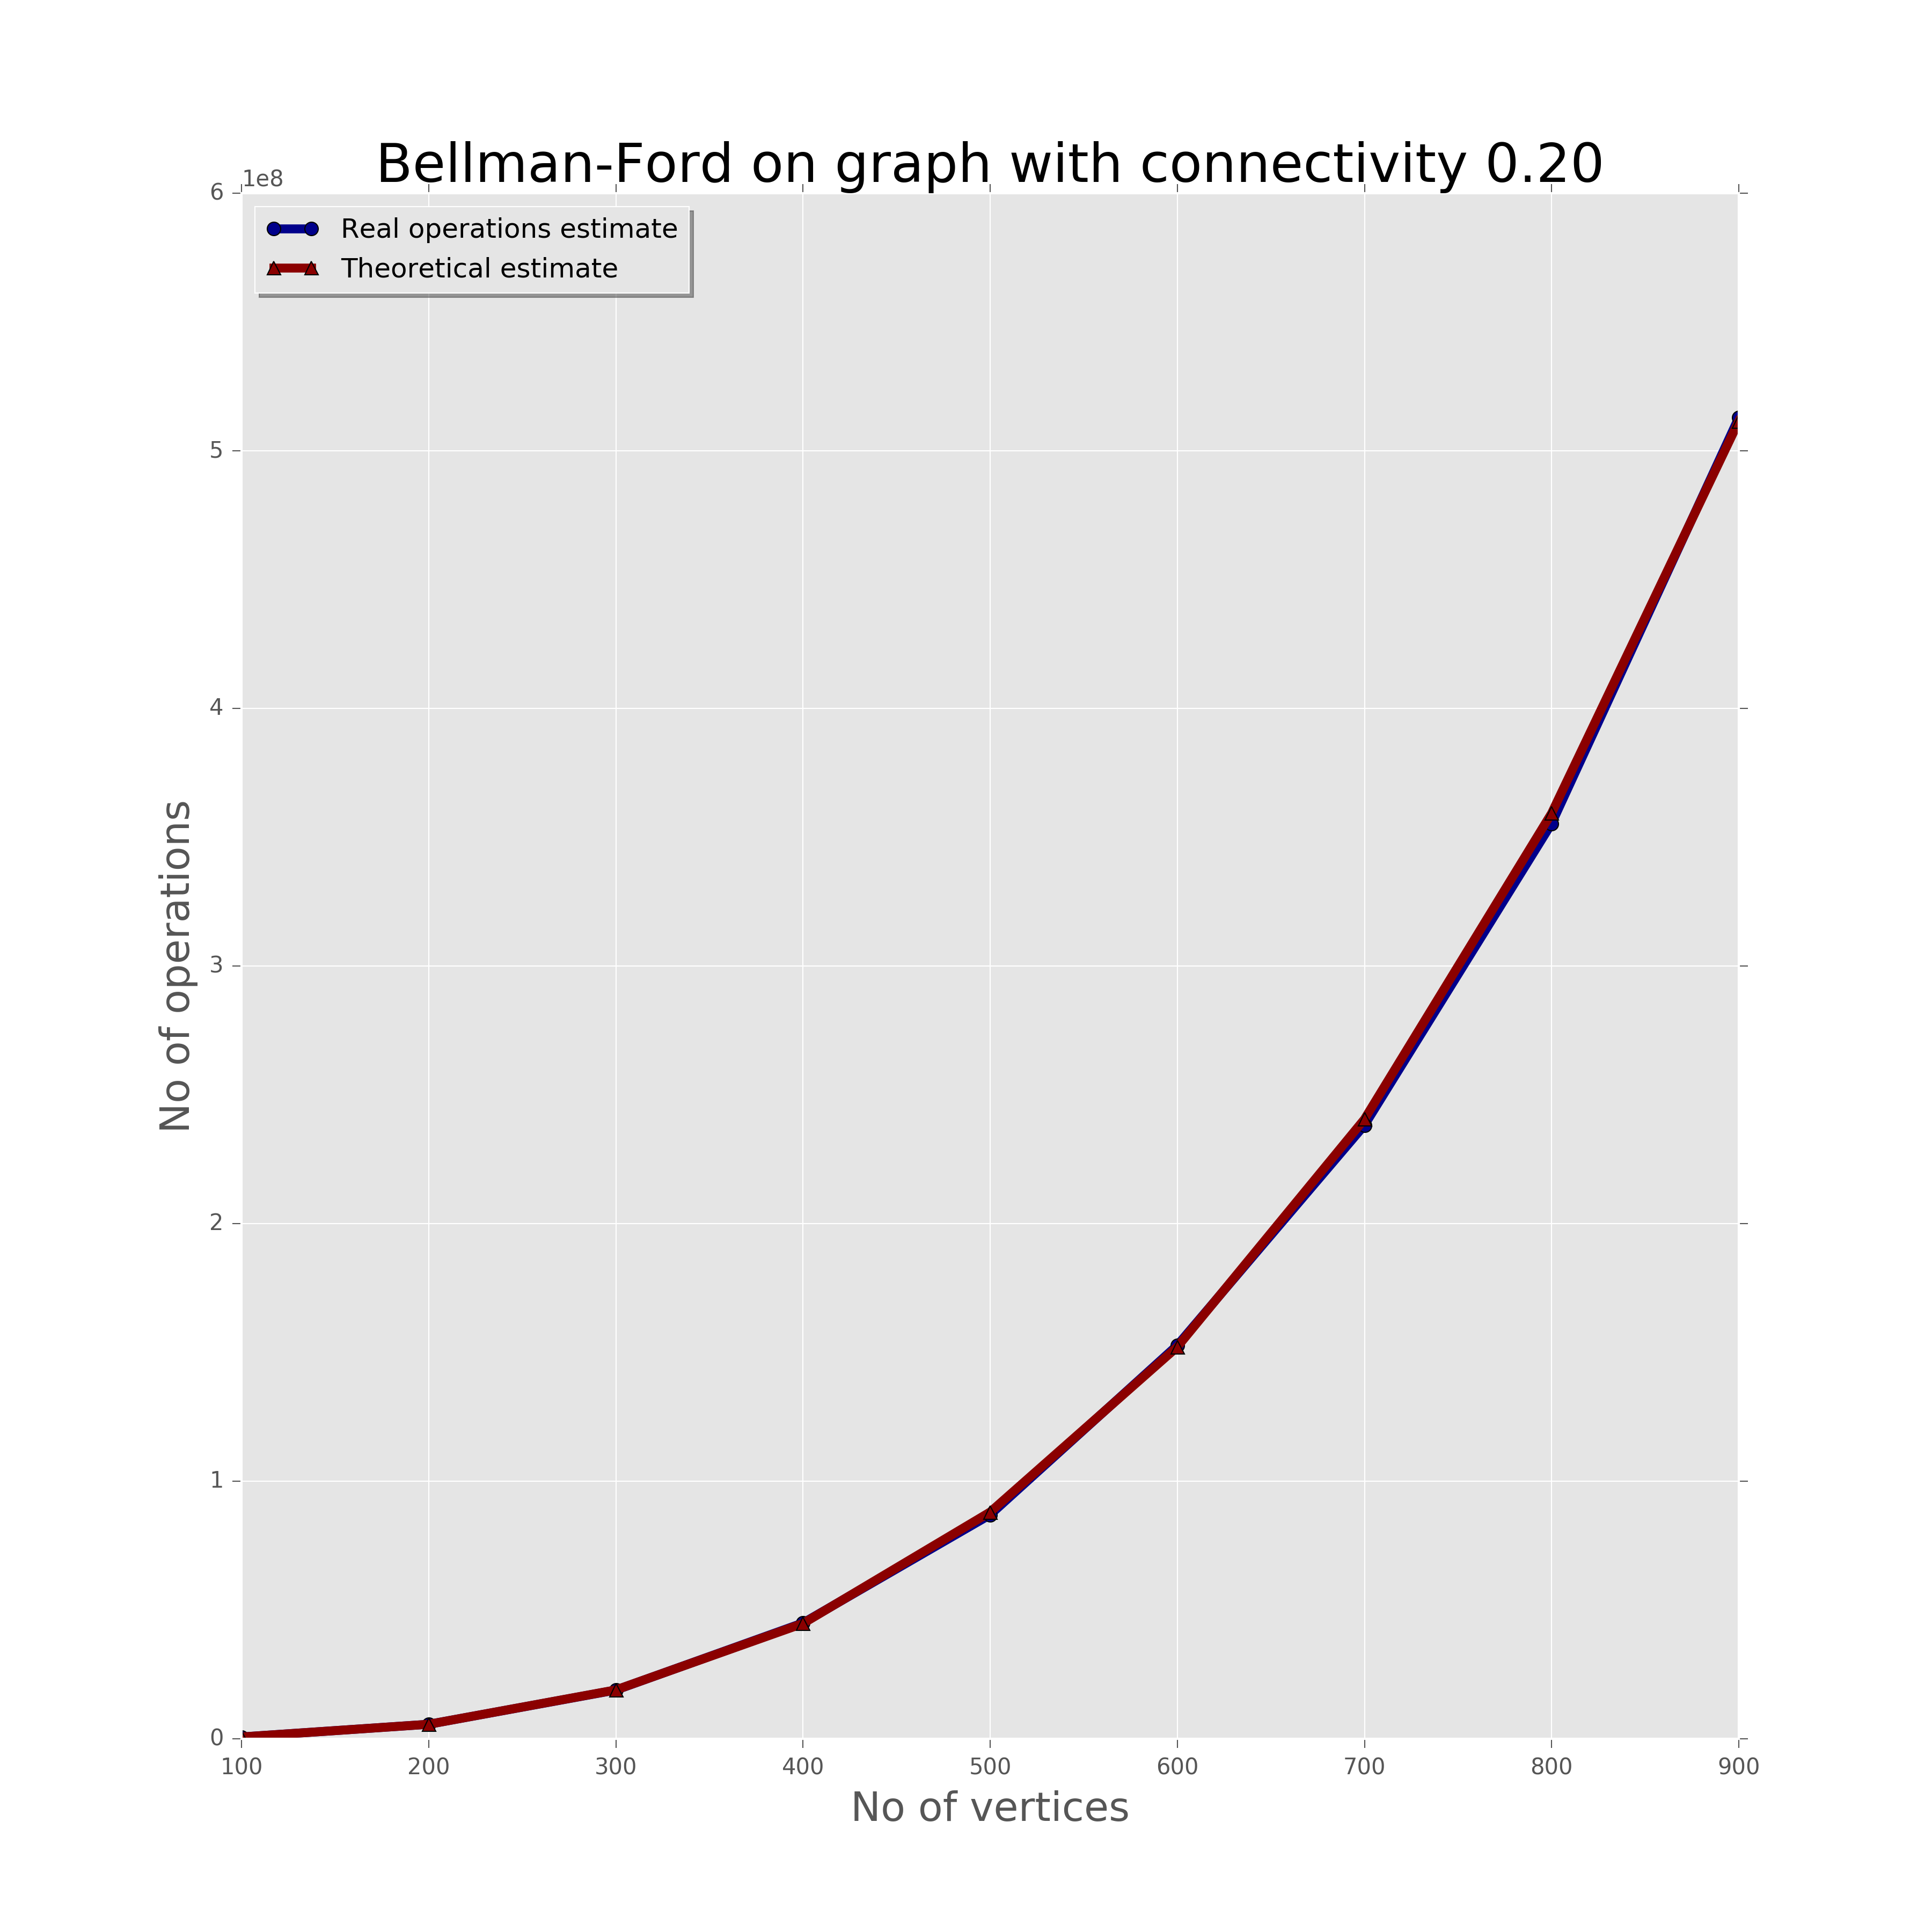 Bellman-Ford on graph with connectivity 0.20
1e8
Real operations estimate
Theoretical estimate
6
5
4
3
2
1
0
No of operations
100 200 300 400 500 600 700 800 900
No of vertices